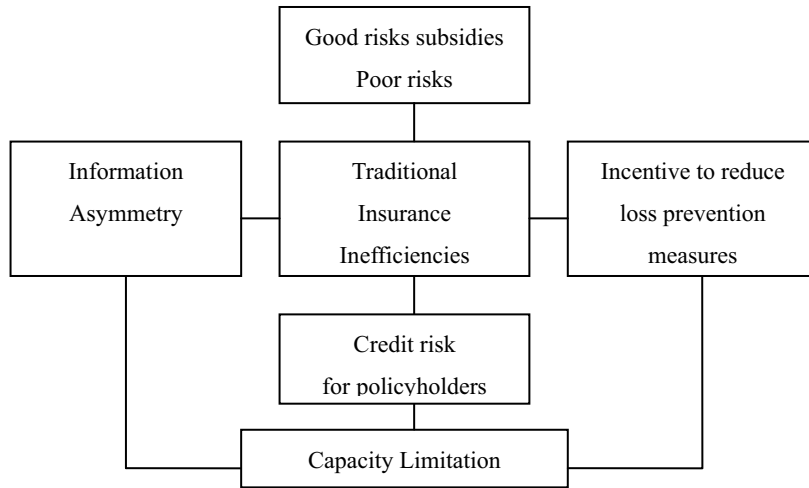 Good risks subsidies
Poor risks
Information
Asymmetry
Traditional
Insurance
Inefficiencies
Incentive to reduce
loss prevention
measures
Credit risk
for policyholders
Capacity Limitation